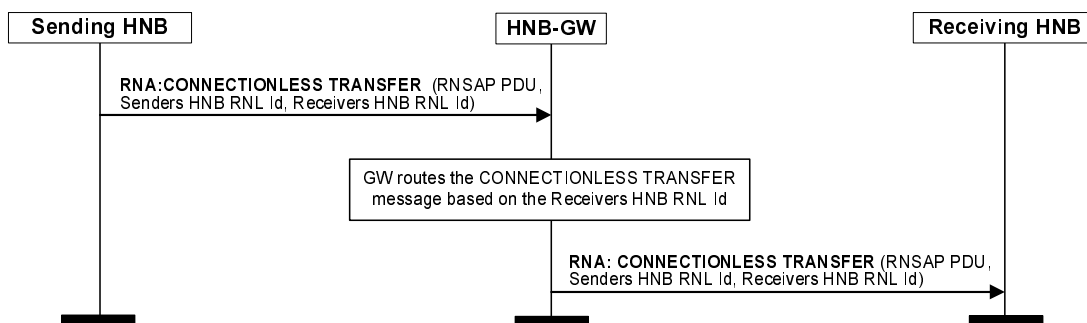 Sending HNB
HNB-GW
Receiving HNB
RNA:CONNECTIONLESS TRANSFER (RNSAP PDU,
Senders HNB RNL Id, Receivers HNB RNL Id)
GW routes the CONNECTIONLESS TRANSFER
message based on the Receivers HNB RNL Id
RNA: CONNECTIONLESS TRANSFER (RNSAP PDU,
Senders HNB RNL Id, Receivers HNB RNL Id)